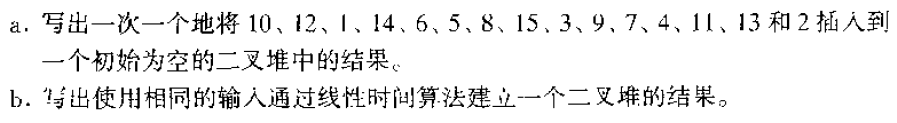 a. 写出一次一个地将 10、12、1、14、6、5、8、15、3、9、7、4、11、13 和 2 插入到
一个初始为空的二叉堆中的结果。
b. 写出使用相同的输入通过线性时间算法建立一个二叉堆的结果。